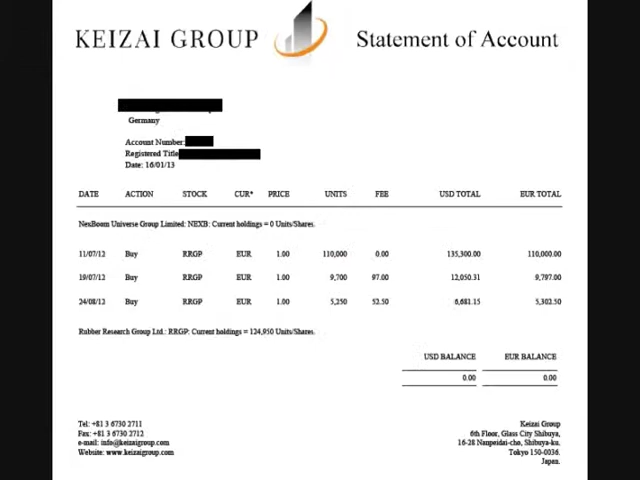 KEIZAI GROUP Statement of Account
Germany
Account Number:
Registered Title
Date: 16/01/13
DATE ACTION STOCK CUR* PRICE UNITS FEE USD TOTAL EUR TOTAL
NexBoom Universe Group Limited: NEXB: Current holdings = 0 Units/Shares.
11/07/12 Buy RRGP EUR 1.00 110,000 0.00 135,300.00 110,000.00
19/07/12 Buy RRGP EUR 1.00 9,700 97.00 12,050.31 9,797.00
24/08/12 Buy RRGP EUR 1.00 5,250 52.50 6,681.15 5,302.50
Rubber Research Group Ltd.: RRGP: Current holdings = 124,950 Units/Shares.
USD BALANCE EUR BALANCE
0.00 0.00
Tel: +81 3 6730 2711
Fax: +81 3 6730 2712
e-mail: info@keizaigroup.com
Website: www.keizaigroup.com
Keizai Group
6th Floor, Glass City Shibuya,
16-28 Nanpeidai-cho, Shibuya-ku.
Tokyo 150-0036.
Japan.